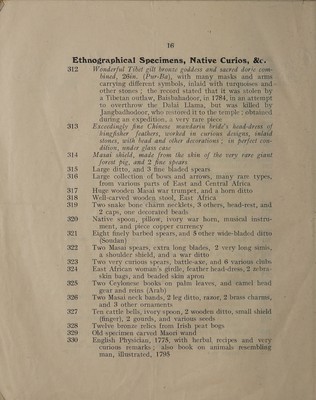 16
Ethnographical Specimens, Native Curios, &c.
312 Wonderful Tibet gilt bronze goddess and sacred dorje com-
bined, 26in. (Pur-Ba), with many masks and arms
carrying different symbols, inlaid with turquoises and
other stones ; the record stated that it was stolen by
a Tibetan outlaw, Batshahadoor, in 1784, in an attempt
to overthrow the Dalai Llama, but was killed by
Jangbadhodoor, who restored it to the temple ; obtained
during an expedition, a very rare piece
313 Exceedingly fine Chinese mandarin bride's head-dress of
kingfisher feathers, worked in curious designs, inlaid
stones, with bead and other decorations ; in perfect con-
dition, under glass case
314 Masai shield, made from the skin of the very rare giant
forest pig, and 2 fine spears
315 Large ditto, and 3 fine bladed spears
316 Large collection of bows and arrows, many rare types,
from various parts of East and Central Africa
317 Huge wooden Masai war trumpet, and a horn ditto
318 Well-carved wooden stool, East Africa
319 Two snake bone charm necklets, 3 others, head-rest, and
2 caps, one decorated beads
320 Native spoon, pillow, ivory war horn, musical instru-
ment, and piece copper currency
321 Eight finely barbed spears, and 5 other wide-bladed ditto
(Soudan)
322 Two Masai spears, extra long blades, 2 very long simis,
a shoulder shield, and a war ditto
323 Two very curious spears, battle-axe, and 6 various clubs
324 East African woman's girdle, leather head-dress, 2 zebra-
skin bags, and beaded skin apron
325 Two Ceylonese books on palm leaves, and camel head
gear and reins (Arab)
326 Two Masai neck bands, 2 leg ditto, razor, 2 brass charms,
and 3 other ornaments
327 Ten cattle bells, ivory spoon, 2 wooden ditto, small shield
(finger), 2 gourds, and various seeds
328 Twelve bronze relics from Irish peat bogs
329 Old specimen carved Maori wand
330 English Physician, 1775, with herbal recipes and very
curious remarks ; also book on animals resembling
man, illustrated, 1795